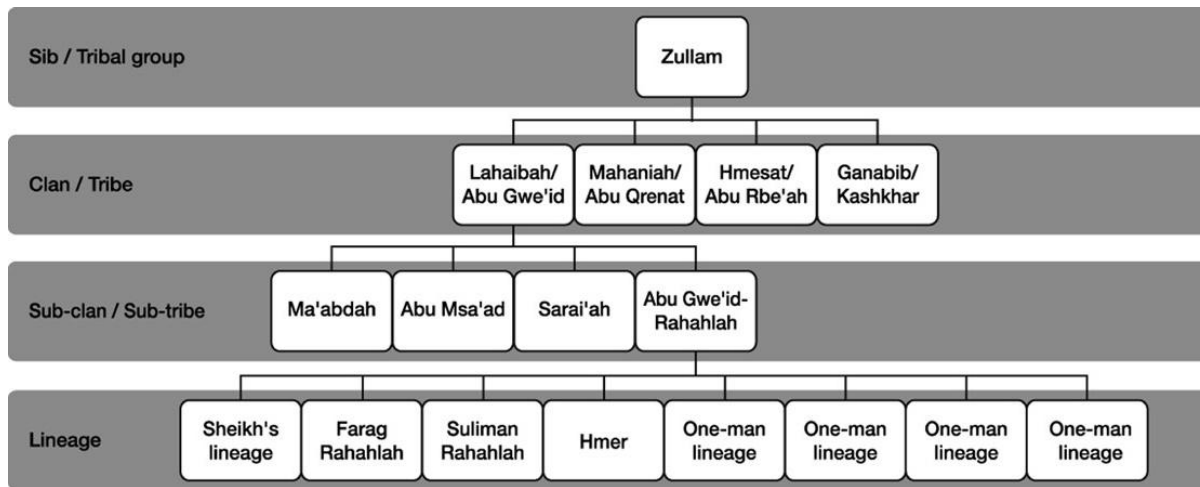 Sib / Tribal group
Zullam
Clan / Tribe
Lahaibah/
Abu Gwe'id
Mahaniah/
Abu Qrenat
Hmesat/
Abu Rbe'ah
Ganabib/
Kashkhar
Sub-clan / Sub-tribe
Ma'abdah
Abu Msa'ad
Sarai'ah
Abu Gwe'id-
Rahahlah
Lineage
Sheikh's
lineage
Farag
Rahahlah
Suliman
Rahahlah
Hmer
One-man
lineage
One-man
lineage
One-man
lineage
One-man
lineage